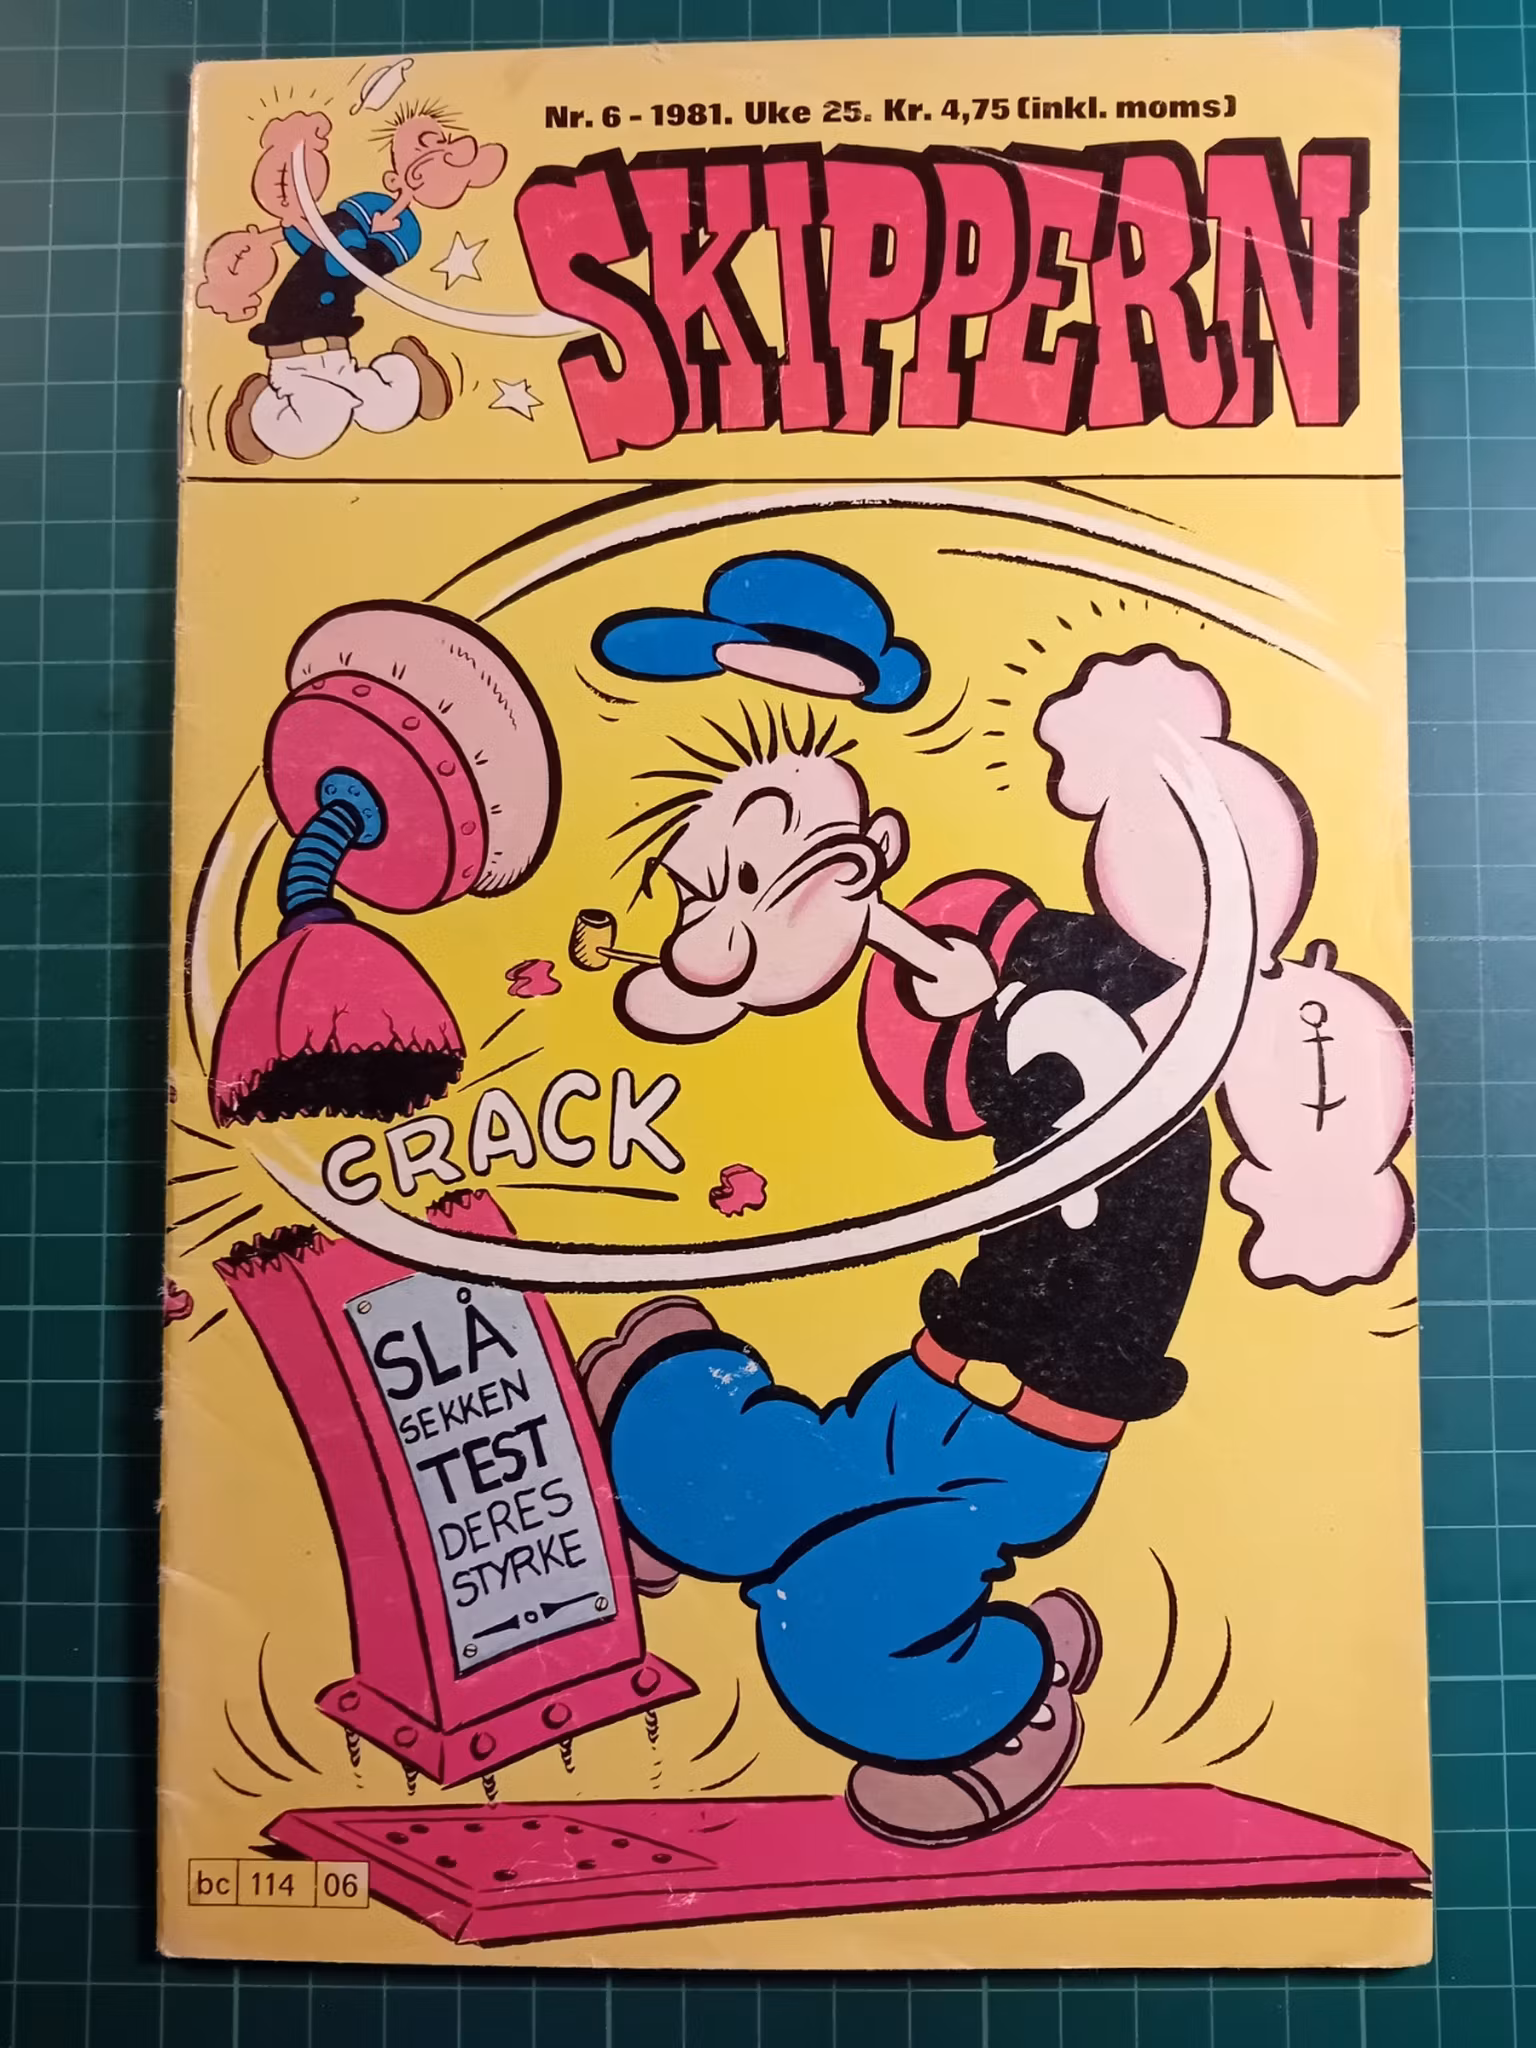 Nr. 6 - 1981. Uke 25. Kr. 4,75 (inkl. moms)
SKIPPERN
CRACK
SLÅ
SEKKEN
TEST
DERES
STYRKE
bc 114 06